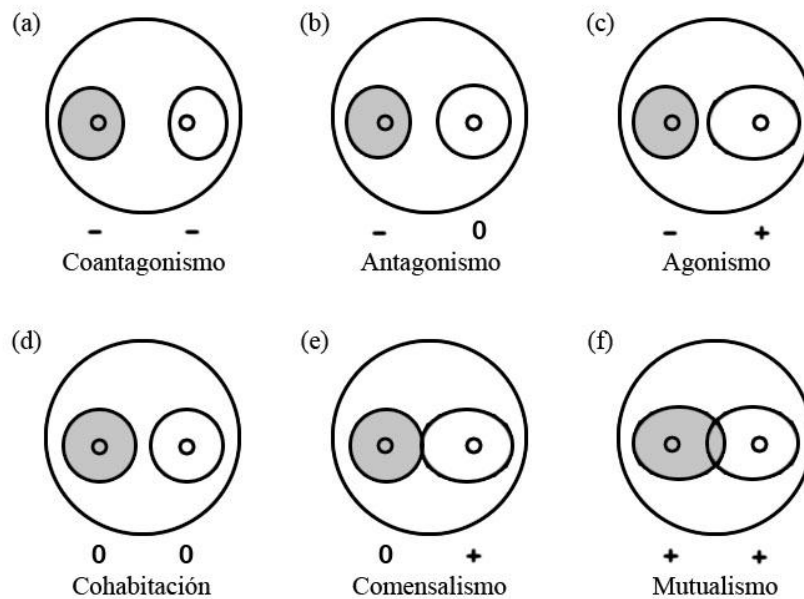 (a) (b) (c)
- - - 0 - +
Coantagonismo Antagonismo Agonismo
(d) (e) (f)
0 0 0 + + +
Cohabitación Comensalismo Mutualismo